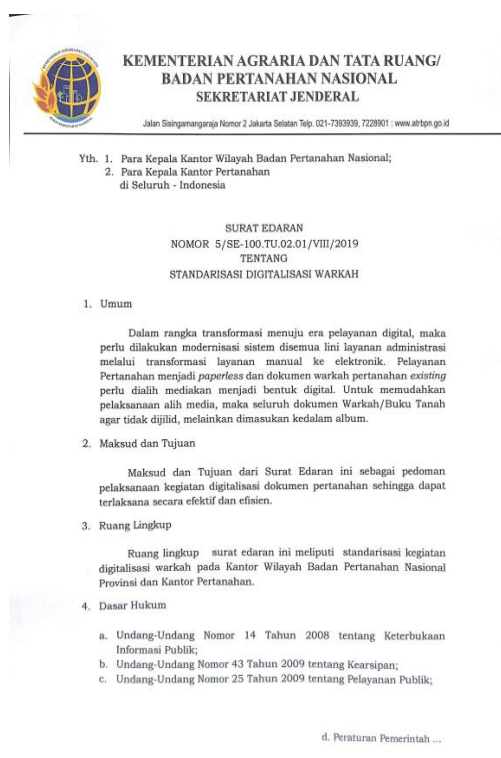 KEMENTERIAN AGRARIA DAN TATA RUANG/
BADAN PERTANAHAN NASIONAL
SEKRETARIAT JENDERAL
Jalan Sisingamangaraja Nomor 2 Jakarta Selatan Telp. 021-7393939, 7228901 : www.atrbpn.go.id
Yth. 1. Para Kepala Kantor Wilayah Badan Pertanahan Nasional;
2. Para Kepala Kantor Pertanahan
di Seluruh - Indonesia
SURAT EDARAN
NOMOR 5/SE-100.TU.02.01/VIII/2019
TENTANG
STANDARISASI DIGITALISASI WARKAH
1. Umum
Dalam rangka transformasi menuju era pelayanan digital, maka
perlu dilakukan modernisasi sistem disemua lini layanan administrasi
melalui transformasi layanan manual ke elektronik. Pelayanan
Pertanahan menjadi paperless dan dokumen warkah pertanahan existing
perlu dialih mediakan menjadi bentuk digital. Untuk memudahkan
pelaksanaan alih media, maka seluruh dokumen Warkah/Buku Tanah
agar tidak dijilid, melainkan dimasukan kedalam album.
2. Maksud dan Tujuan
Maksud dan Tujuan dari Surat Edaran ini sebagai pedoman
pelaksanaan kegiatan digitalisasi dokumen pertanahan sehingga dapat
terlaksana secara efektif dan efisien.
3. Ruang Lingkup
Ruang lingkup surat edaran ini meliputi standarisasi kegiatan
digitalisasi warkah pada Kantor Wilayah Badan Pertanahan Nasional
Provinsi dan Kantor Pertanahan.
4. Dasar Hukum
a. Undang-Undang Nomor 14 Tahun 2008 tentang Keterbukaan
Informasi Publik;
b. Undang-Undang Nomor 43 Tahun 2009 tentang Kearsipan;
c. Undang-Undang Nomor 25 Tahun 2009 tentang Pelayanan Publik;
d. Peraturan Pemerintah ...